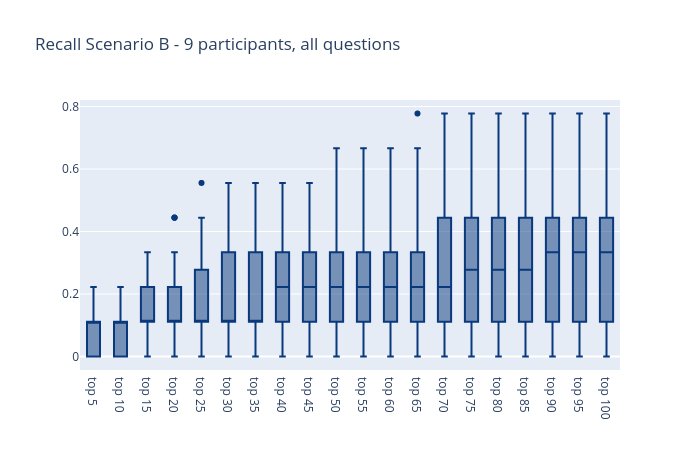 Recall Scenario B - 9 participants, all questions
0.8
0.6
0.4
0.2
0
top 5
top 10
top 15
top 20
top 25
top 30
top 35
top 40
top 45
top 50
top 55
top 60
top 65
top 70
top 75
top 80
top 85
top 90
top 95
top 100